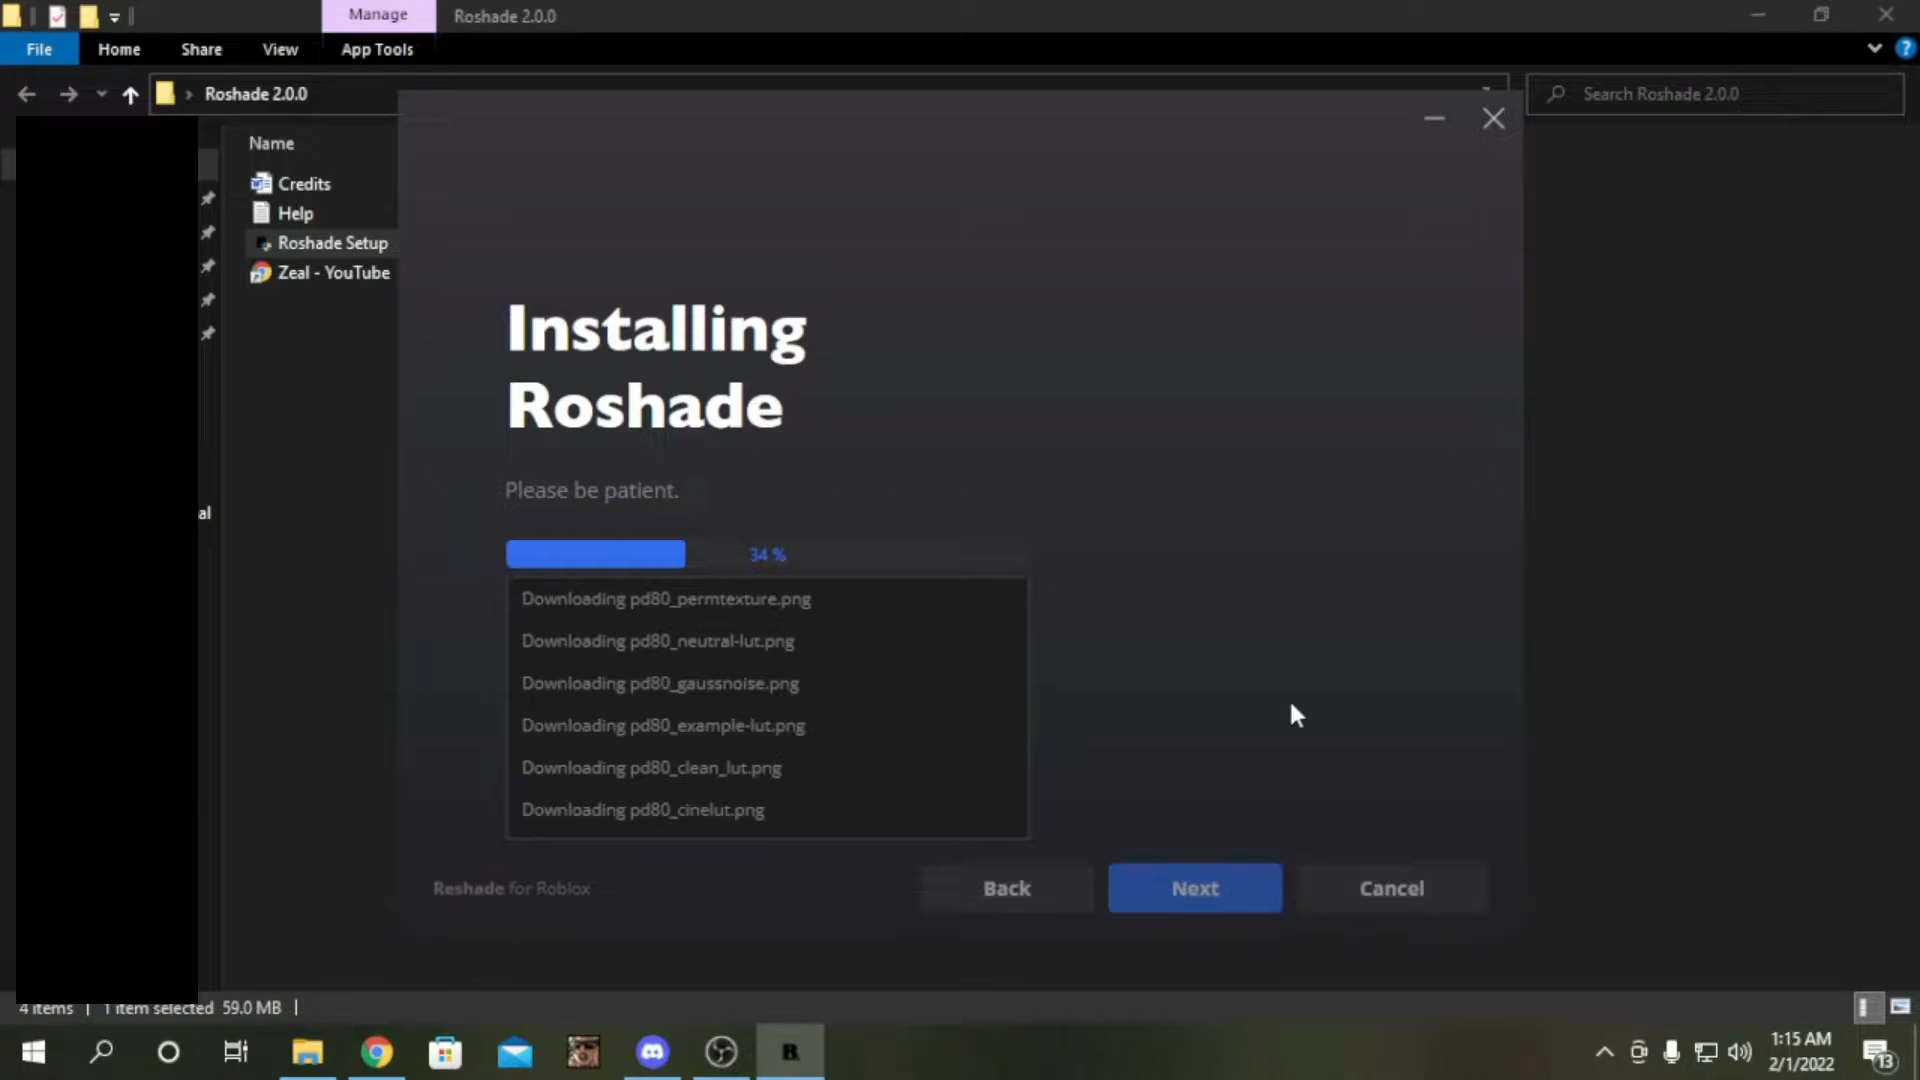 Manage
Roshade 2.0.0
File
Home
Share
View
App Tools
Roshade 2.0.0
Search Roshade 2.0.0
Name
Credits
Help
Roshade Setup
Zeal - YouTube
al
Installing
Roshade
Please be patient.
34 %
Downloading pd80_permtexture.png
Downloading pd80_neutral-lut.png
Downloading pd80_gaussnoise.png
Downloading pd80_example-lut.png
Downloading pd80_clean_lut.png
Downloading pd80_cinelut.png
Reshade for Roblox
Back
Next
Cancel
4 items
1 item selected 59.0 MB
B
1:15 AM
2/1/2022
13